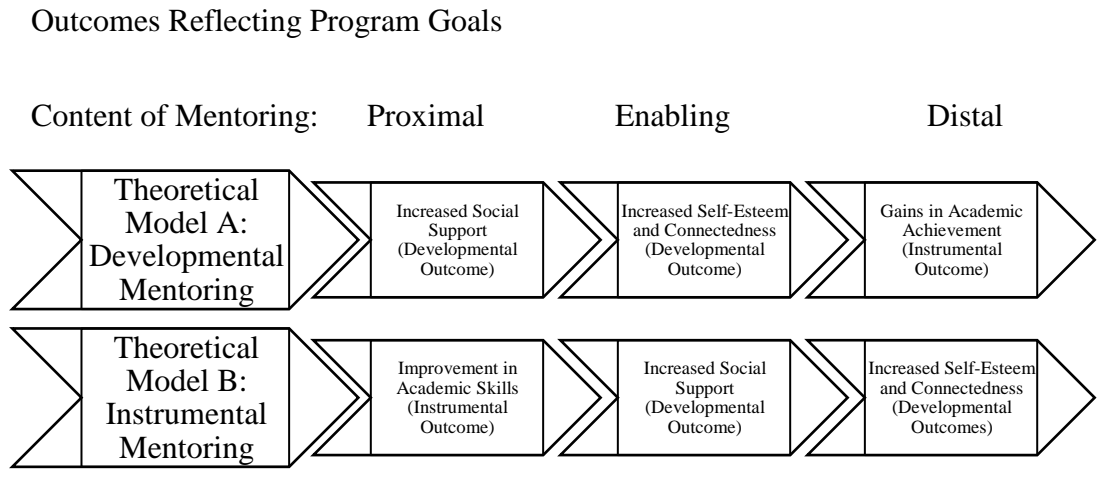 Outcomes Reflecting Program Goals
Content of Mentoring: Proximal Enabling Distal
Theoretical
Model A:
Developmental
Mentoring
Increased Social
Support
(Developmental
Outcome)
Increased Self-Esteem
and Connectedness
(Developmental
Outcome)
Gains in Academic
Achievement
(Instrumental
Outcome)
Theoretical
Model B:
Instrumental
Mentoring
Improvement in
Academic Skills
(Instrumental
Outcome)
Increased Social
Support
(Developmental
Outcome)
Increased Self-Esteem
and Connectedness
(Developmental
Outcomes)